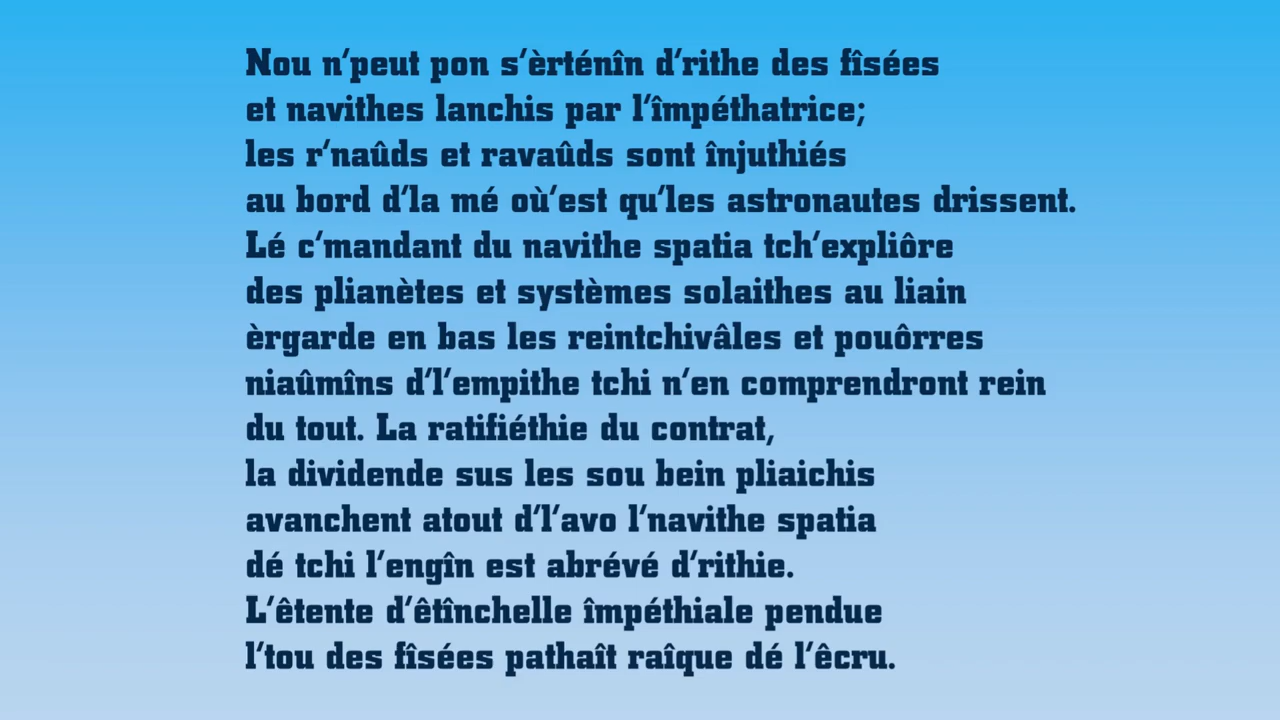 Nou n'peut pon s'èrténîn d'rithe des fîsées
et navithes lanchis par l'împéthatrice;
les r'naûds et ravaûds sont înjuthiés
au bord d'la mé où'est qu'les astronautes drissent.
Lé c'mandant du navithe spatia tch'expliôre
des plianètes et systèmes solaithes au liain
èrgarde en bas les reintchivâles et pouôrres
niaûmîns d'l'empithe tchi n'en comprendront rein
du tout. La ratifiéthie du contrat,
la dividende sus les sou bein pliaichis
avanchent atout d'l'avo l'navithe spatia
dé tchi l'engîn est abrévé d'rithie.
L'êtente d'êtînchelle împéthiale pendue
l'tou des fîsées pathaît raîque dé l'êcru.